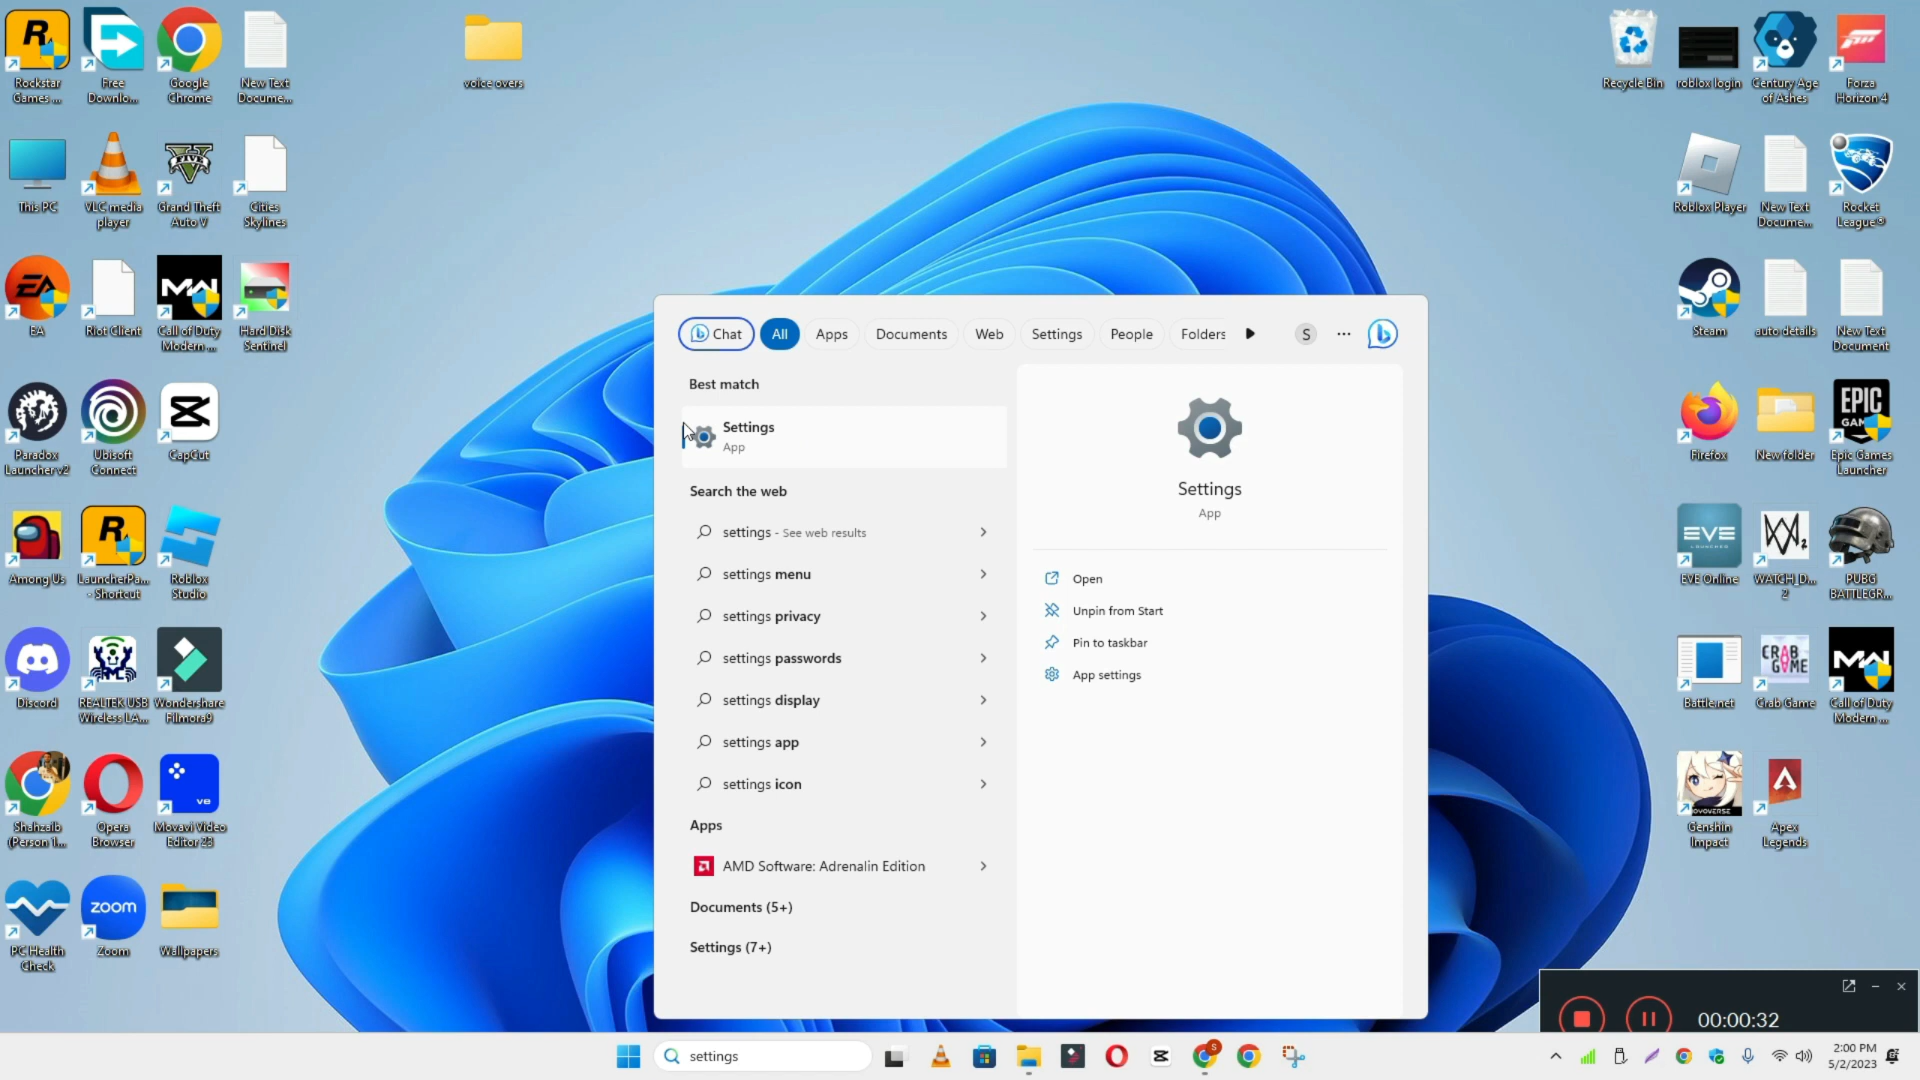 Rockstar
Games ...
Free
Downlo...
Google
Chrome
New Text
Docume...
voice overs
Recycle Bin
roblox login
Century Age
of Ashes
Forza
Horizon 4
This PC
VLC media
player
Grand Theft
Auto V
Cities
Skylines
Roblox Player
New Text
Docume...
Rocket
League®
EA
Riot Client
Call of Duty
Modern ...
Hard Disk
Sentinel
Steam
auto details
New Text
Document
Paradox
Launcher v2
Ubisoft
Connect
CapCut
Firefox
New folder
Epic Games
Launcher
Among Us
LauncherPa...
- Shortcut
Roblox
Studio
EVE Online
WATCH_D...
2
PUBG
BATTLEGR...
Discord
REALTEK USB
Wireless LA...
Wondershare
Filmora9
Battle.net
Crab Game
Call of Duty
Modern ...
Shahzaib
(Person 1...
Opera
Browser
Movavi Video
Editor 23
Genshin
Impact
Apex
Legends
PC Health
Check
Zoom
Wallpapers
Chat
All
Apps
Documents
Web
Settings
People
Folders
S
Best match
Settings
App
Search the web
settings - See web results
settings menu
settings privacy
settings passwords
settings display
settings app
settings icon
Apps
AMD Software: Adrenalin Edition
Documents (5+)
Settings (7+)
Settings
App
Open
Unpin from Start
Pin to taskbar
App settings
00:00:32
settings
2:00 PM
5/2/2023